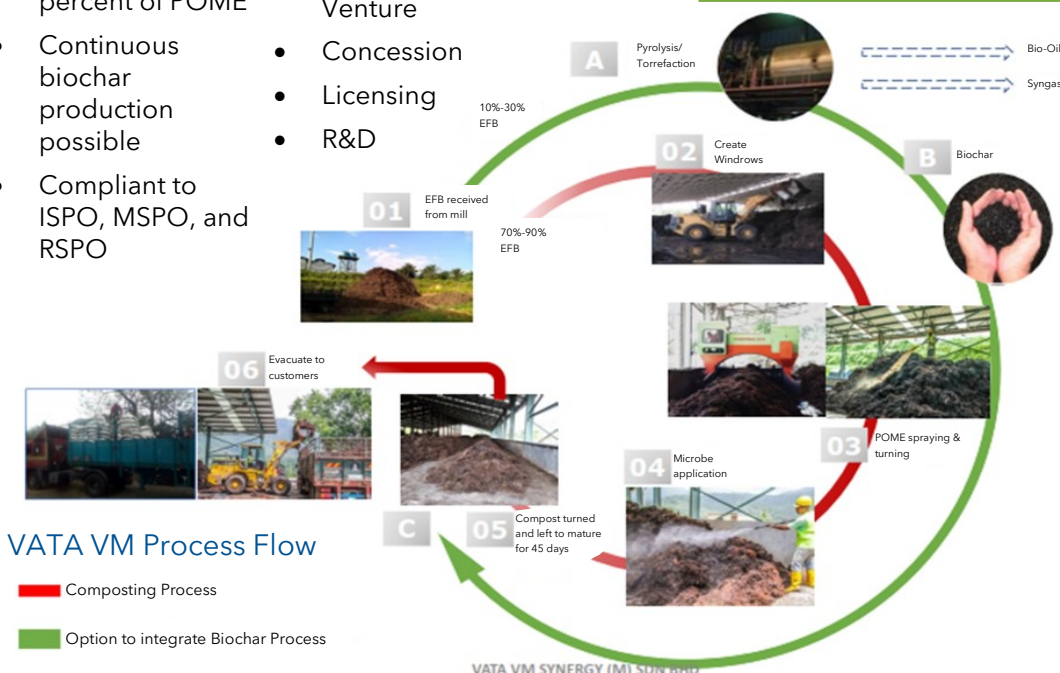 percent of POME
• Continuous
biochar
production
possible
• Compliant to
ISPO, MSPO, and
RSPO
Venture
• Concession
• Licensing
• R&D
A
Pyrolysis/
Torrefaction
Bio-Oil
Syngas
10%-30%
EFB
01
EFB received
from mill
70%-90%
EFB
02
Create
Windrows
B
Biochar
03
POME spraying &
turning
04
Microbe
application
05
Compost turned
and left to mature
for 45 days
C
06
Evacuate to
customers
VATA VM Process Flow
Composting Process
Option to integrate Biochar Process
VATA VM SYNERGY (M) SDN BHD